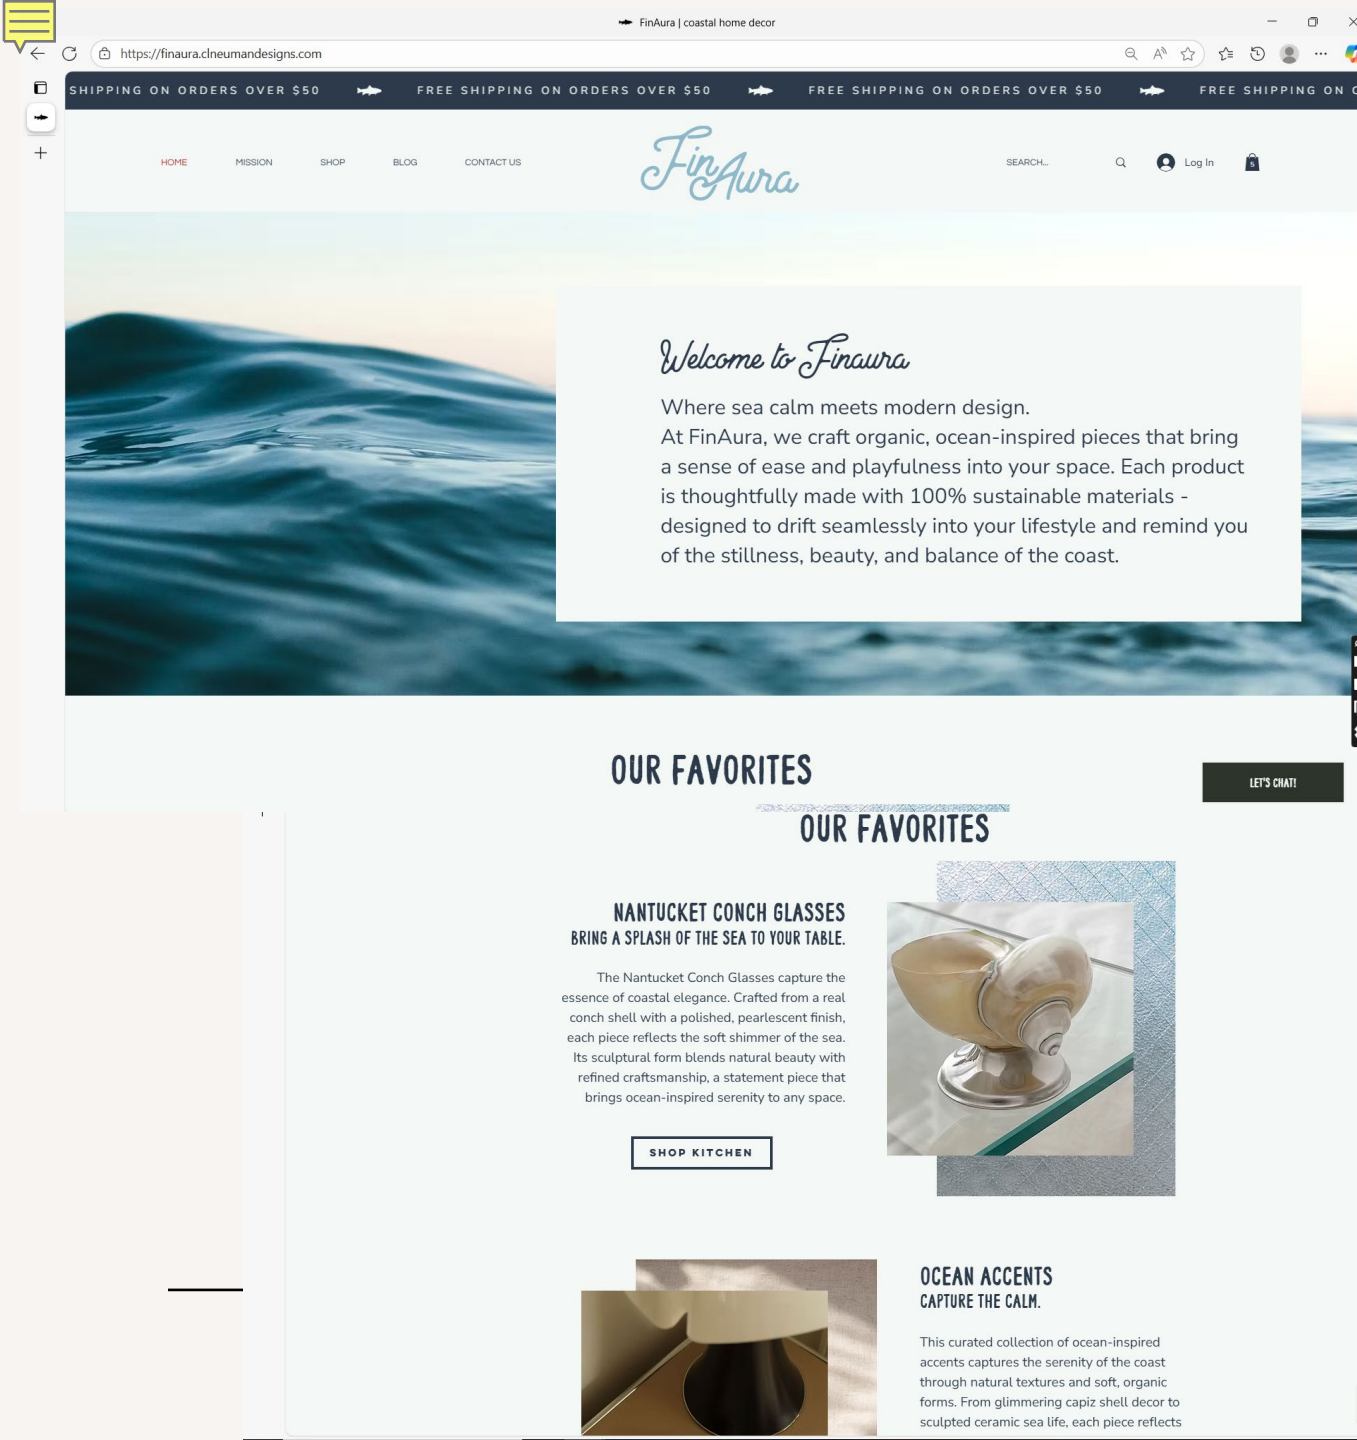 FinAura | coastal home decor
https://finaura.clneumandesigns.com
SHIPPING ON ORDERS OVER $50 FREE SHIPPING ON ORDERS OVER $50 FREE SHIPPING ON ORDERS OVER $50 FREE SHIPPING ON
HOME MISSION SHOP BLOG CONTACT US FinAura SEARCH... Log In 5
Welcome to Finaura
Where sea calm meets modern design.
At FinAura, we craft organic, ocean-inspired pieces that bring
a sense of ease and playfulness into your space. Each product
is thoughtfully made with 100% sustainable materials -
designed to drift seamlessly into your lifestyle and remind you
of the stillness, beauty, and balance of the coast.
OUR FAVORITES
LET'S CHAT!
OUR FAVORITES
NANTUCKET CONCH GLASSES
BRING A SPLASH OF THE SEA TO YOUR TABLE.
The Nantucket Conch Glasses capture the
essence of coastal elegance. Crafted from a real
conch shell with a polished, pearlescent finish,
each piece reflects the soft shimmer of the sea.
Its sculptural form blends natural beauty with
refined craftsmanship, a statement piece that
brings ocean-inspired serenity to any space.
SHOP KITCHEN
OCEAN ACCENTS
CAPTURE THE CALM.
This curated collection of ocean-inspired
accents captures the serenity of the coast
through natural textures and soft, organic
forms. From glimmering capiz shell decor to
sculpted ceramic sea life, each piece reflects